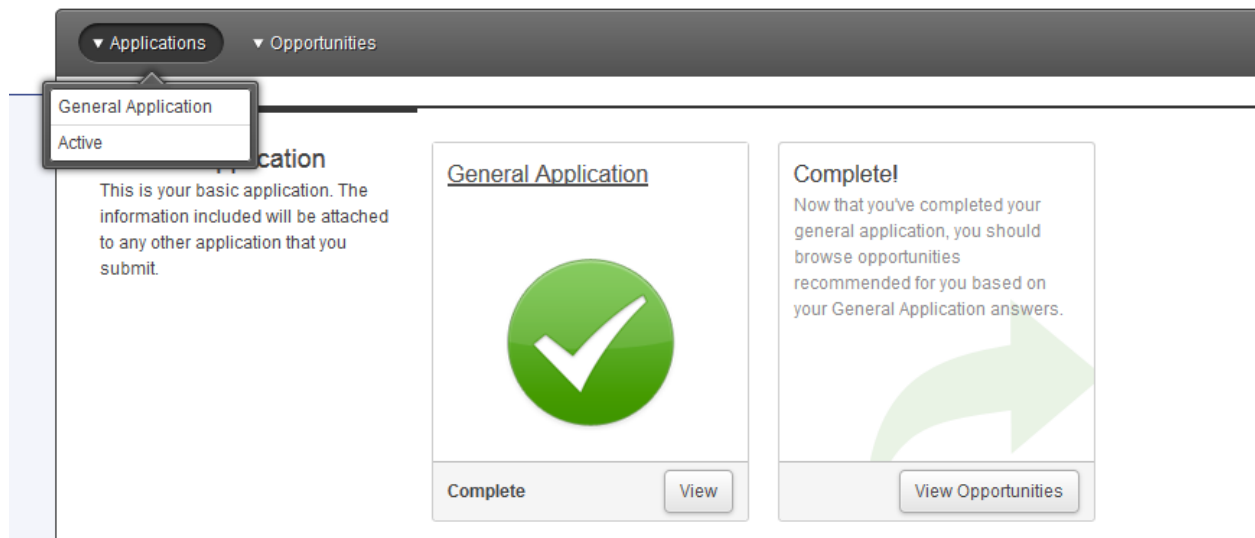 ▼ Applications ▼ Opportunities
General Application
Active
cation
This is your basic application. The
information included will be attached
to any other application that you
submit.
General Application
Complete
View
Complete!
Now that you've completed your
general application, you should
browse opportunities
recommended for you based on
your General Application answers.
View Opportunities